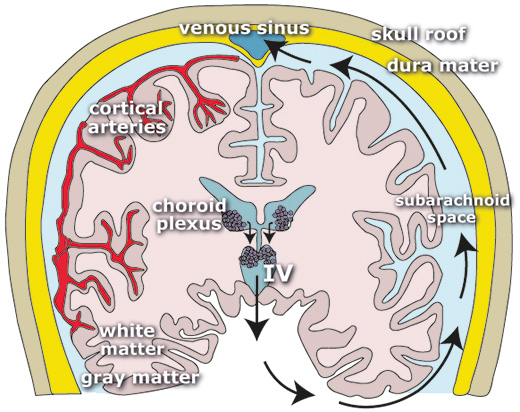 venous sinus
skull roof
dura mater
cortical
arteries
choroid
plexus
subarachnoid
space
IV
white
matter
gray matter